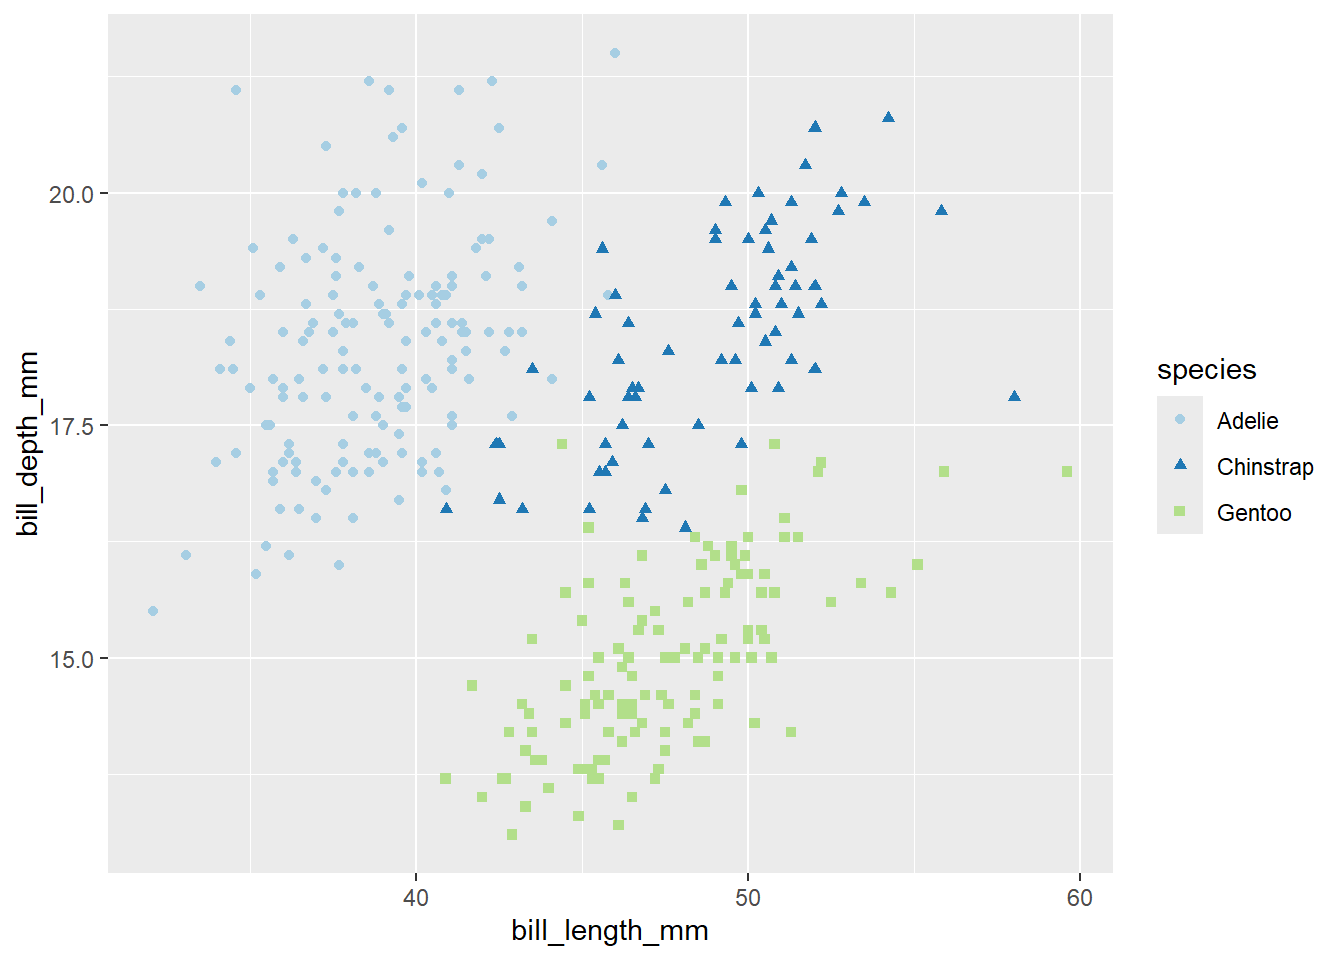 20.0
17.5
15.0
bill_depth_mm
40
50
60
bill_length_mm
species
Adelie
Chinstrap
Gentoo